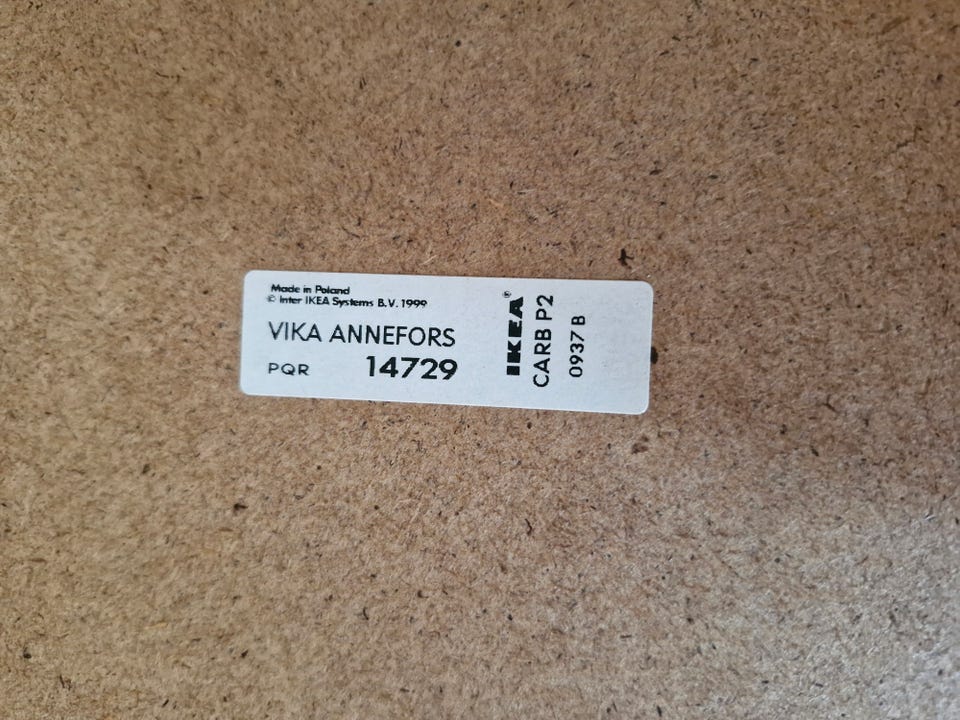 Made in Poland
© Inter IKEA Systems B.V. 1999
VIKA ANNEFORS
PQR 14729
IKEA®
CARB P2
0937 B